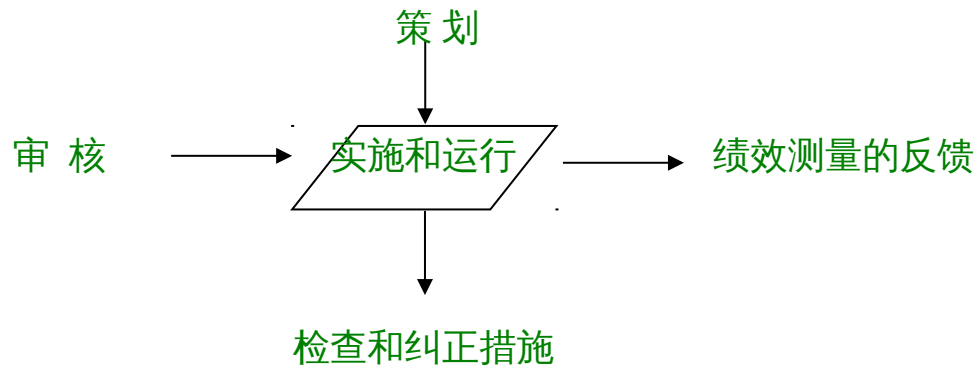 策 划
审 核
实施和运行
绩效测量的反馈
检查和纠正措施